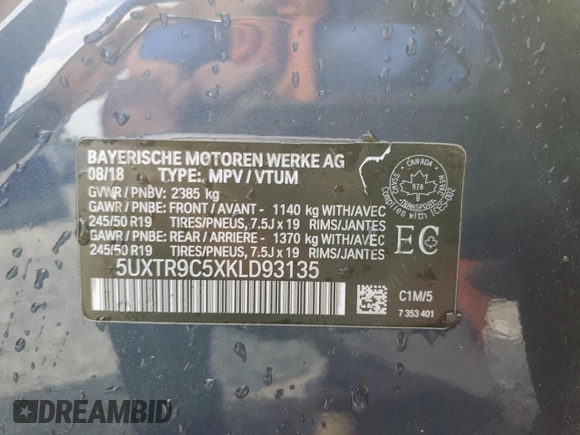 BAYERISCHE MOTOREN WERKE AG
08/18 TYPE: MPV / VTUM
GVWR / PNBV: 2385 kg
GAWR / PNBE: FRONT / AVANT - 1140 kg WITH/AVEC
245/50 R19 TIRES/PNEUS, 7.5J x 19 RIMS/JANTES
GAWR / PNBE: REAR / ARRIERE - 1370 kg WITH/AVEC
245/50 R19 TIRES/PNEUS, 7.5J x 19 RIMS/JANTES
5UXTR9C5XKLD93135
CANADA
978
TRANSPORT
EC
C1M/5
7 353 401
DREAMBID